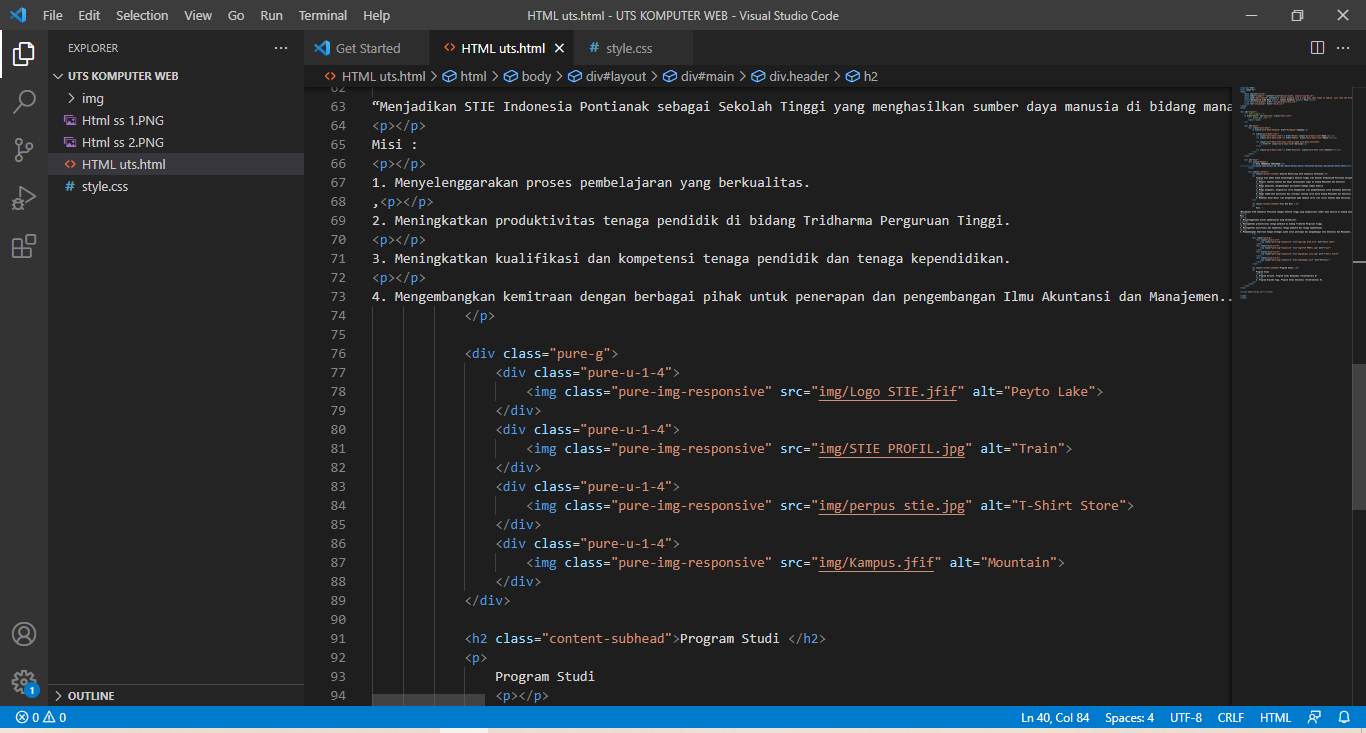 File Edit Selection View Go Run Terminal Help HTML uts.html - UTS KOMPUTER WEB - Visual Studio Code
EXPLORER
UTS KOMPUTER WEB
img
Html ss 1.PNG
Html ss 2.PNG
HTML uts.html
style.css
OUTLINE
Get Started HTML uts.html style.css
HTML uts.html > html > body > div#layout > div#main > div.header > h2
62
63 “Menjadikan STIE Indonesia Pontianak sebagai Sekolah Tinggi yang menghasilkan sumber daya manusia di bidang mana
64 <p></p>
65 Misi :
66 <p></p>
67 1. Menyelenggarakan proses pembelajaran yang berkualitas.
68 ,<p></p>
69 2. Meningkatkan produktivitas tenaga pendidik di bidang Tridharma Perguruan Tinggi.
70 <p></p>
71 3. Meningkatkan kualifikasi dan kompetensi tenaga pendidik dan tenaga kependidikan.
72 <p></p>
73 4. Mengembangkan kemitraan dengan berbagai pihak untuk penerapan dan pengembangan Ilmu Akuntansi dan Manajemen..
74 </p>
75
76 <div class="pure-g">
77 <div class="pure-u-1-4">
78 <img class="pure-img-responsive" src="img/Logo STIE.jfif" alt="Peyto Lake">
79 </div>
80 <div class="pure-u-1-4">
81 <img class="pure-img-responsive" src="img/STIE PROFIL.jpg" alt="Train">
82 </div>
83 <div class="pure-u-1-4">
84 <img class="pure-img-responsive" src="img/perpus stie.jpg" alt="T-Shirt Store">
85 </div>
86 <div class="pure-u-1-4">
87 <img class="pure-img-responsive" src="img/Kampus.jfif" alt="Mountain">
88 </div>
89 </div>
90
91 <h2 class="content-subhead">Program Studi </h2>
92 <p>
93 Program Studi
94 <p></p>
1
0 0 Ln 40, Col 84 Spaces: 4 UTF-8 CRLF HTML